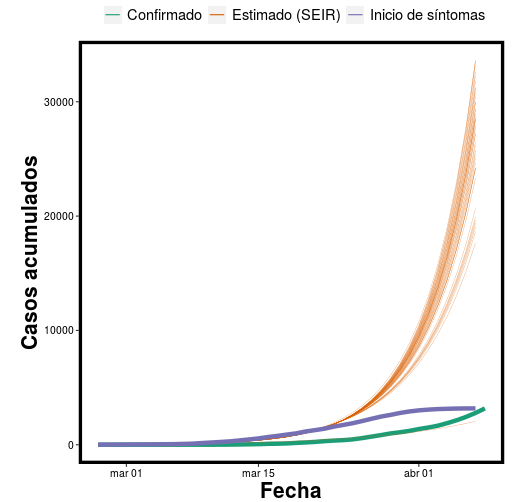 Confirmado Estimado (SEIR) Inicio de síntomas
Casos acumulados
30000
20000
10000
0
mar 01 mar 15 abr 01
Fecha